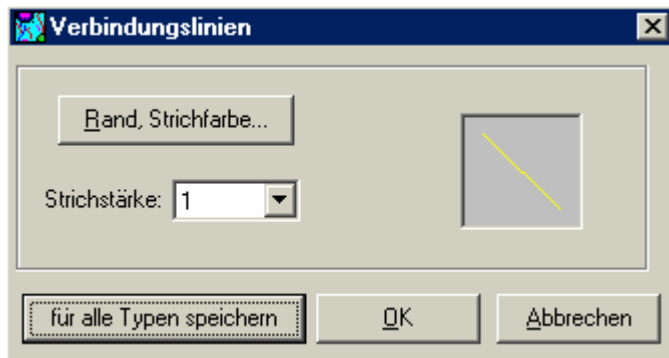 Verbindungslinien
Rand, Strichfarbe...
Strichstärke: 1
für alle Typen speichern OK Abbrechen